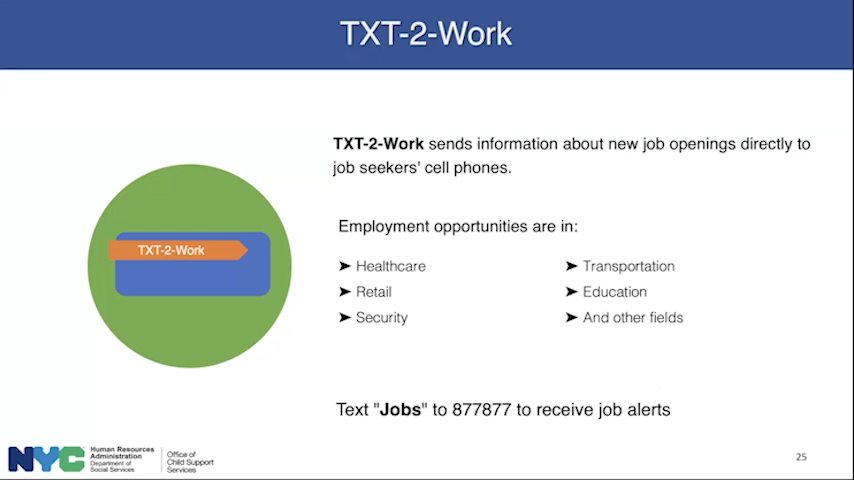 TXT-2-Work
TXT-2-Work sends information about new job openings directly to
job seekers' cell phones.
TXT-2-Work
Employment opportunities are in:
➤ Healthcare
➤ Retail
➤ Security
➤ Transportation
➤ Education
➤ And other fields
Text "Jobs" to 877877 to receive job alerts
NYC
Human Resources
Administration
Department of
Social Services
Office of
Child Support
Services
25